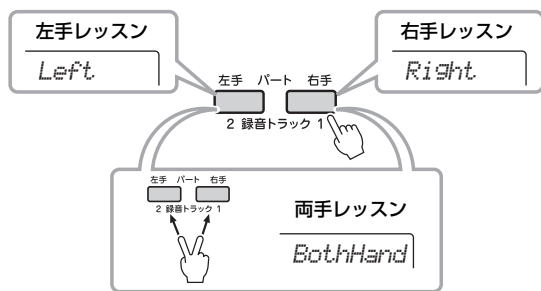 左手レッスン
Left
右手レッスン
Right
左手 パート 右手
2 録音トラック 1
左手 パート 右手
2 録音トラック 1
両手レッスン
BothHand